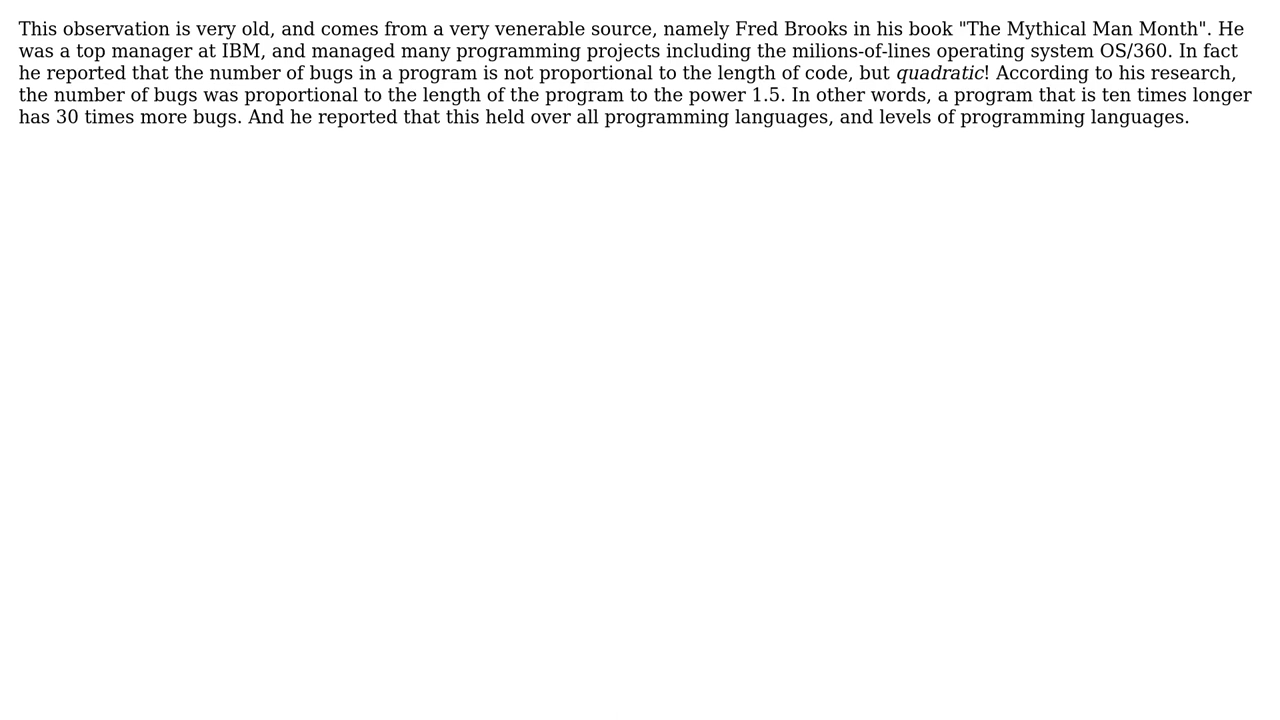 This observation is very old, and comes from a very venerable source, namely Fred Brooks in his book "The Mythical Man Month". He
was a top manager at IBM, and managed many programming projects including the milions-of-lines operating system OS/360. In fact
he reported that the number of bugs in a program is not proportional to the length of code, but quadratic! According to his research,
the number of bugs was proportional to the length of the program to the power 1.5. In other words, a program that is ten times longer
has 30 times more bugs. And he reported that this held over all programming languages, and levels of programming languages.